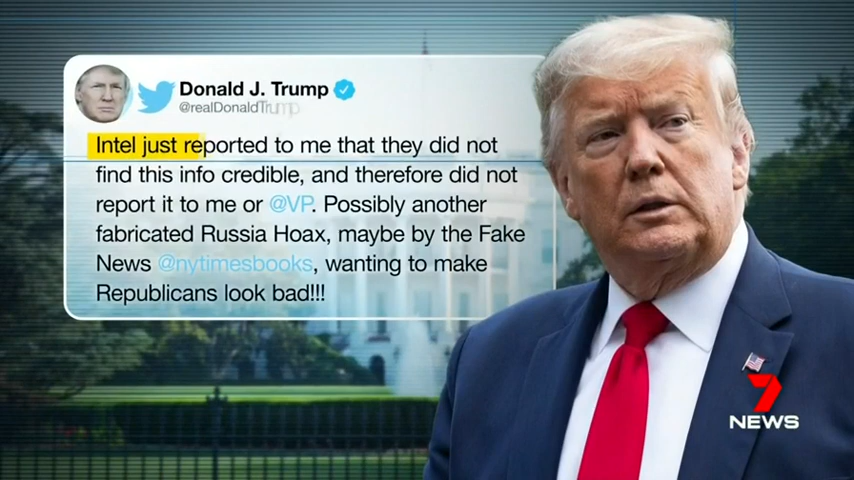 Donald J. Trump
@realDonaldTrump
Intel just reported to me that they did not
find this info credible, and therefore did not
report it to me or @VP. Possibly another
fabricated Russia Hoax, maybe by the Fake
News @nytimesbooks, wanting to make
Republicans look bad!!!
7
NEWS